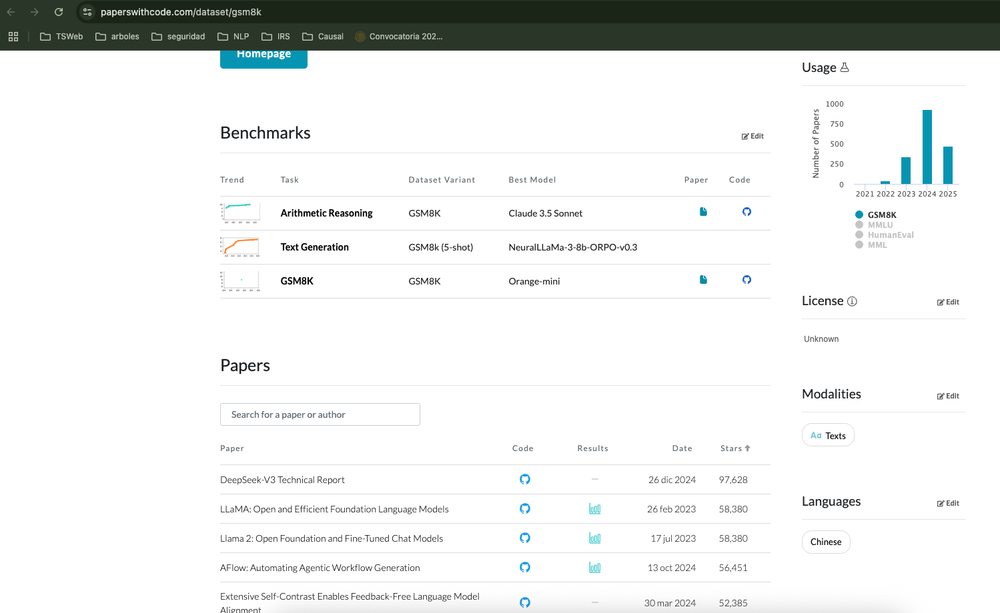 paperswithcode.com/dataset/gsm8k
TSWeb arboles seguridad NLP IRS Causal Convocatoria 202...
Homepage
Benchmarks
Edit
Trend Task Dataset Variant Best Model Paper Code
Arithmetic Reasoning GSM8K Claude 3.5 Sonnet
Text Generation GSM8k (5-shot) NeuralLLaMa-3-8b-ORPO-v0.3
GSM8K GSM8K Orange-mini
Papers
Search for a paper or author
Paper Code Results Date Stars
DeepSeek-V3 Technical Report — 26 dic 2024 97,628
LLaMA: Open and Efficient Foundation Language Models 26 feb 2023 58,380
Llama 2: Open Foundation and Fine-Tuned Chat Models 17 jul 2023 58,380
AFlow: Automating Agentic Workflow Generation 13 oct 2024 56,451
Extensive Self-Contrast Enables Feedback-Free Language Model
Alignment — 30 mar 2024 52,385
Usage
Number of Papers
1000
750
500
250
0
2021 2022 2023 2024 2025
GSM8K
MMLU
HumanEval
MML
License Edit
Unknown
Modalities Edit
Aa Texts
Languages Edit
Chinese